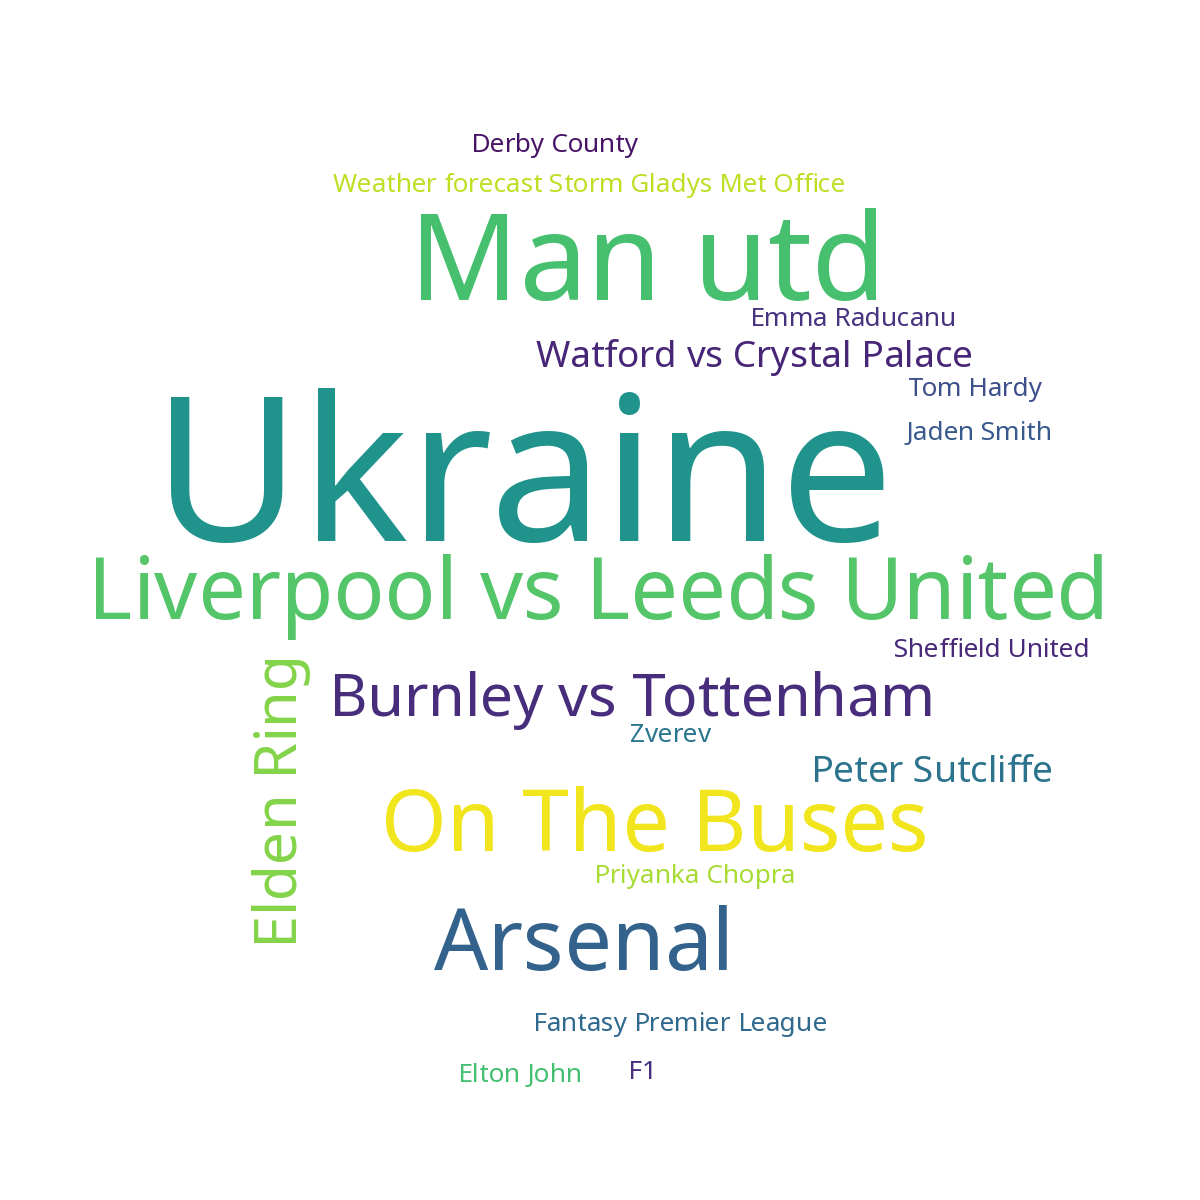 Derby County
Weather forecast Storm Gladys Met Office
Man utd
Emma Raducanu
Watford vs Crystal Palace
Tom Hardy
Jaden Smith
Ukraine
Liverpool vs Leeds United
Sheffield United
Elden Ring
Burnley vs Tottenham
Zverev
Peter Sutcliffe
On The Buses
Priyanka Chopra
Arsenal
Fantasy Premier League
Elton John
F1